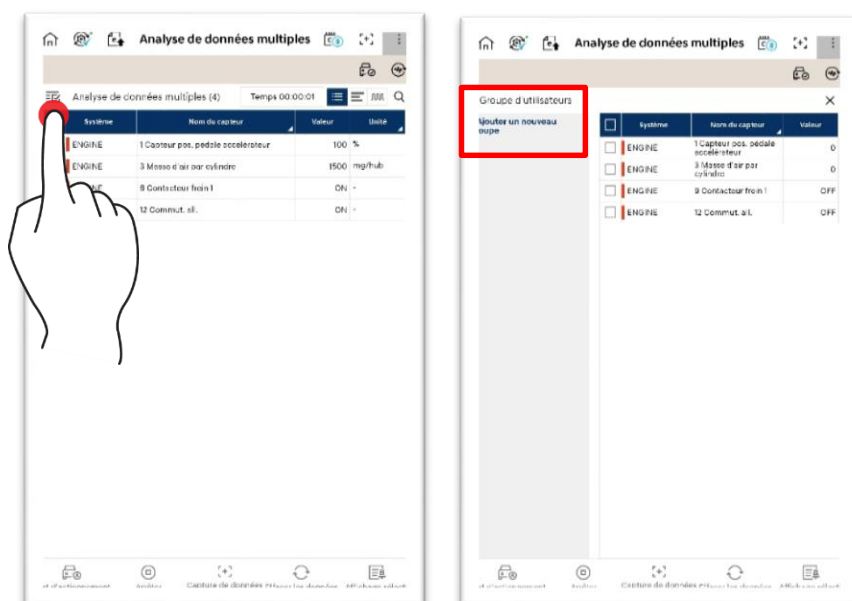 Analyse de données multiples
Analyse de données multiples (4)
Temps 00:00:01
Système Nom du capteur Valeur Unité
ENGINE 1 Capteur pos. pédale accélérateur 100 %
ENGINE 3 Masse d'air par cylindre 1500 mg/hub
NE 9 Contacteur frein 1 ON -
12 Commut. all. ON -
Capture de données
Analyse de données multiples
Groupe d'utilisateurs
Ajouter un nouveau
oupe
Système Nom du capteur Valeur
ENGINE 1 Capteur pos. pédale
accélérateur 0
ENGINE 3 Masse d'air par
cylindre 0
ENGINE 9 Contacteur frein 1 OFF
ENGINE 12 Commut. all. OFF
Capture de données